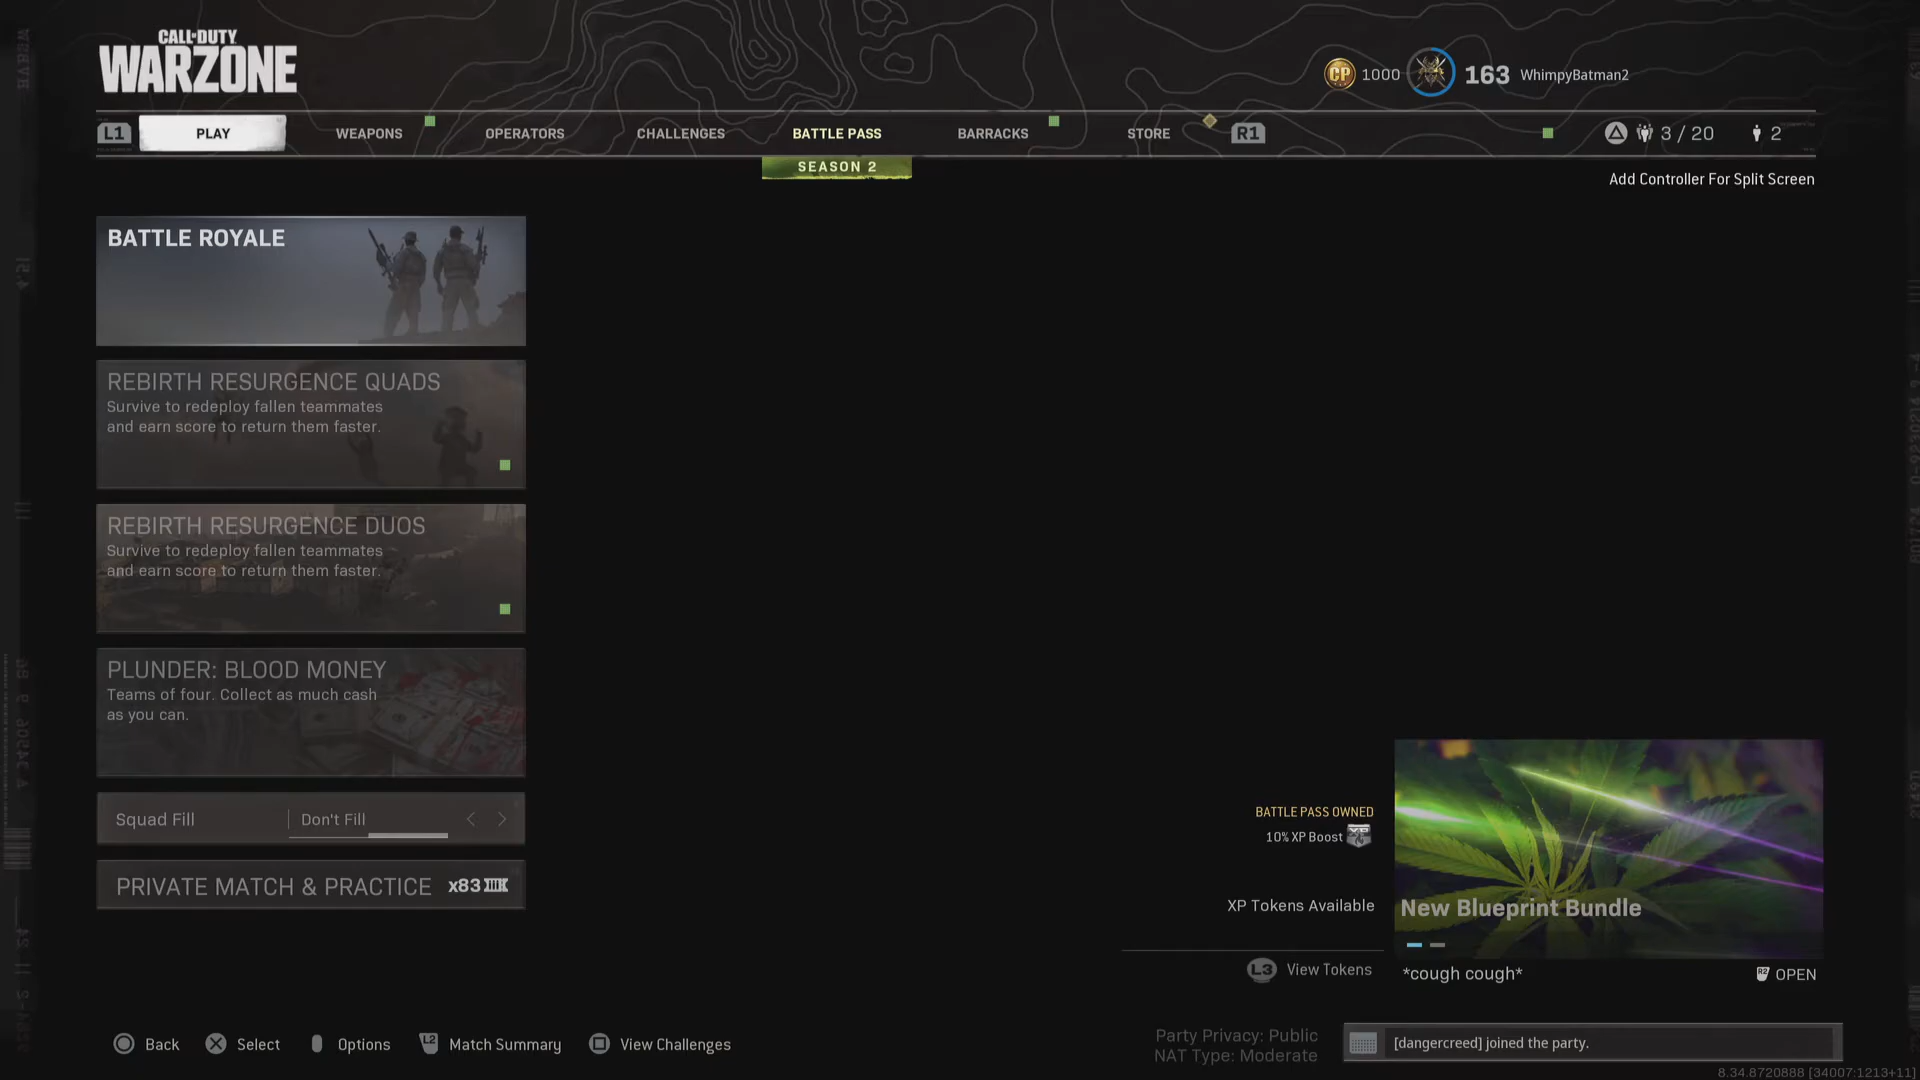 CALL·DUTY
WARZONE
CP 1000 163 WhimpyBatman2
L1 PLAY WEAPONS OPERATORS CHALLENGES BATTLE PASS BARRACKS STORE R1 3 / 20 2
SEASON 2
Add Controller For Split Screen
BATTLE ROYALE
REBIRTH RESURGENCE QUADS
Survive to redeploy fallen teammates
and earn score to return them faster.
REBIRTH RESURGENCE DUOS
Survive to redeploy fallen teammates
and earn score to return them faster.
PLUNDER: BLOOD MONEY
Teams of four. Collect as much cash
as you can.
Squad Fill Don't Fill
PRIVATE MATCH & PRACTICE x83
BATTLE PASS OWNED
10% XP Boost XP
XP Tokens Available
L3 View Tokens
New Blueprint Bundle
*cough cough*
R2 OPEN
Back Select Options L2 Match Summary View Challenges
Party Privacy: Public
NAT Type: Moderate
[dangercreed] joined the party.
8.34.8720888 [34007:1213+11]